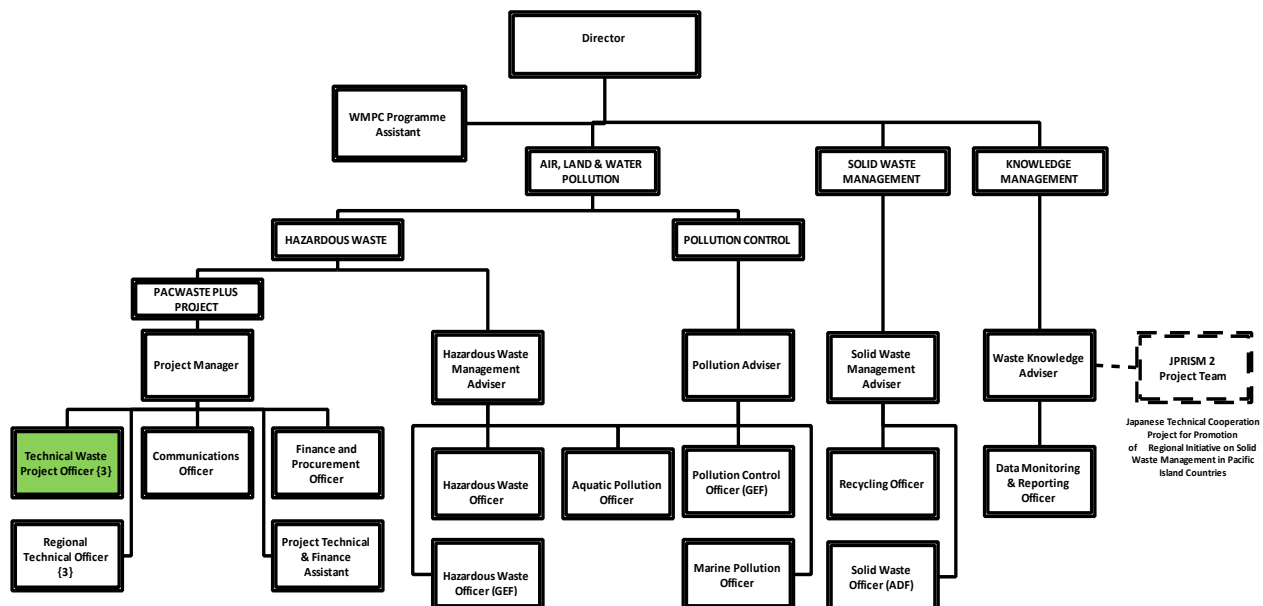 Director
WMPC Programme
Assistant
AIR, LAND & WATER
POLLUTION
SOLID WASTE
MANAGEMENT
KNOWLEDGE
MANAGEMENT
HAZARDOUS WASTE
POLLUTION CONTROL
PACWASTE PLUS
PROJECT
Project Manager
Hazardous Waste
Management
Adviser
Pollution Adviser
Solid Waste
Management
Adviser
Waste Knowledge
Adviser
JPRISM 2
Project Team
Japanese Technical Cooperation
Project for Promotion
of Regional Initiative on Solid
Waste Management in Pacific
Island Countries
Technical Waste
Project Officer {3}
Communications
Officer
Finance and
Procurement
Officer
Hazardous Waste
Officer
Aquatic Pollution
Officer
Pollution Control
Officer (GEF)
Recycling Officer
Data Monitoring
& Reporting
Officer
Regional
Technical Officer
{3}
Project Technical
& Finance
Assistant
Hazardous Waste
Officer (GEF)
Marine Pollution
Officer
Solid Waste
Officer (ADF)